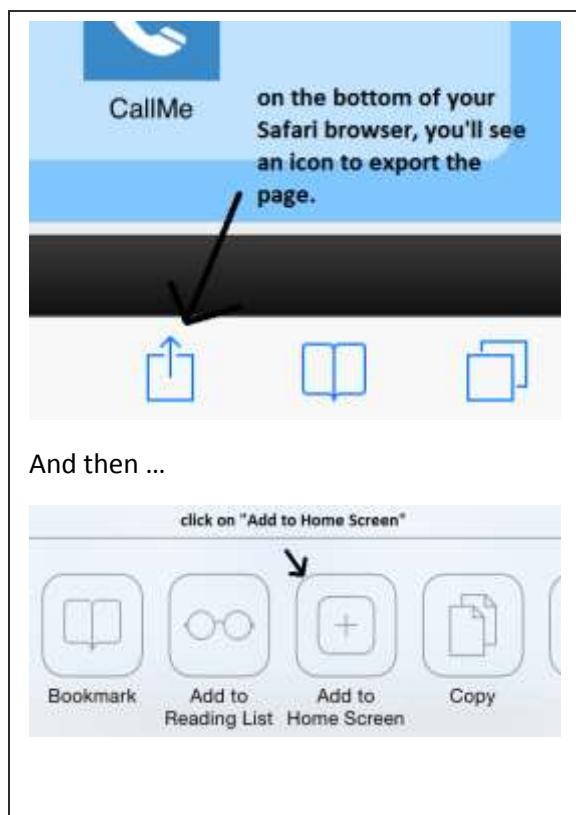 CallMe
on the bottom of your
Safari browser, you'll see
an icon to export the
page.
And then ...
click on "Add to Home Screen"
Bookmark
Add to
Reading List
Add to
Home Screen
Copy